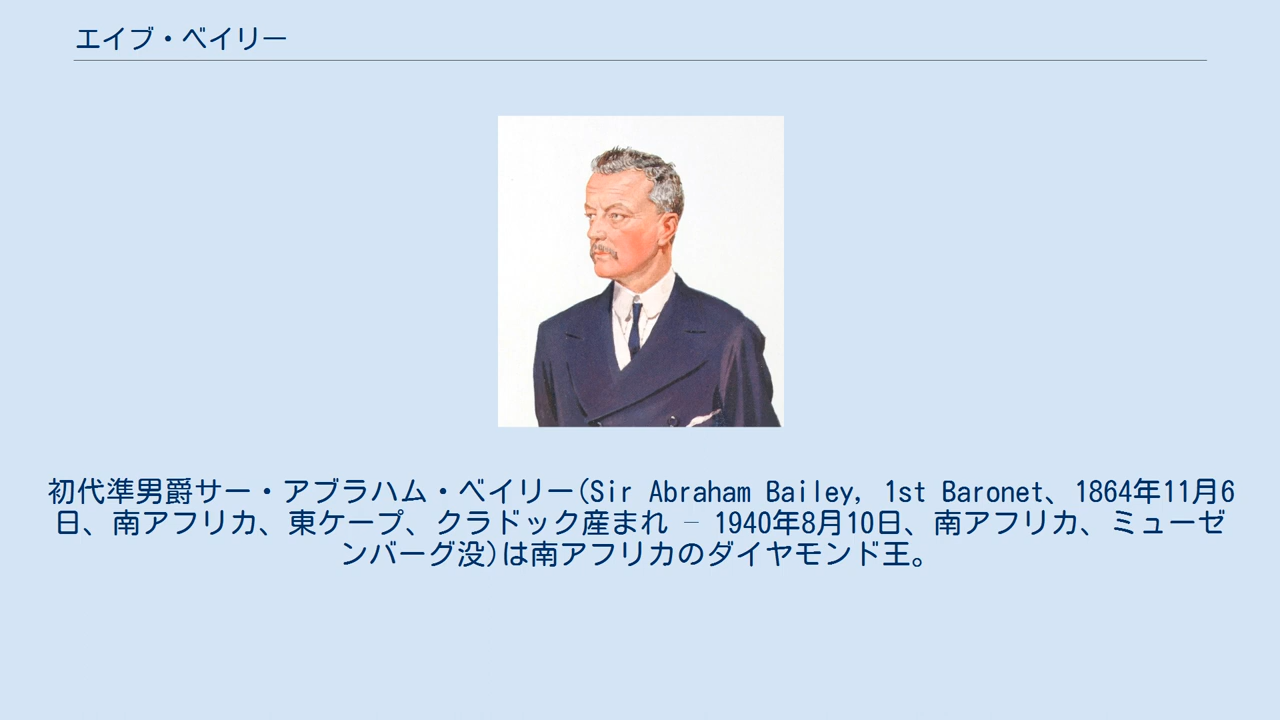 エイブ・ベイリー
初代準男爵サー・アブラハム・ベイリー(Sir Abraham Bailey, 1st Baronet、1864年11月6
日、南アフリカ、東ケープ、クラドック産まれ – 1940年8月10日、南アフリカ、ミューゼ
ンバーグ没)は南アフリカのダイヤモンド王。